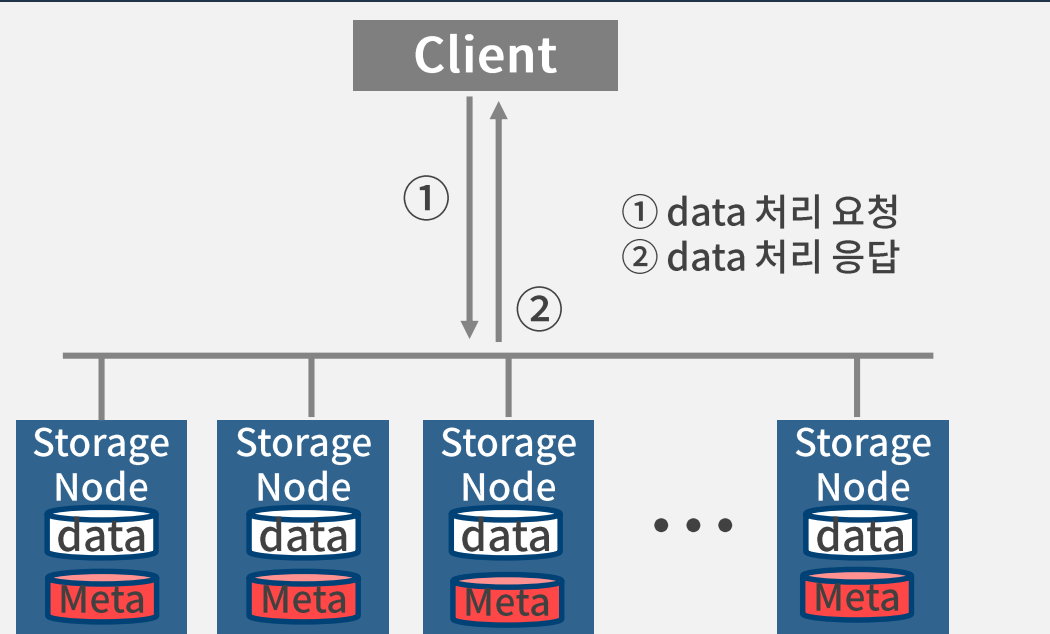 Client
①
① data 처리 요청
② data 처리 응답
②
Storage
Node
data
Meta
Storage
Node
data
Meta
Storage
Node
data
Meta
Storage
Node
data
Meta